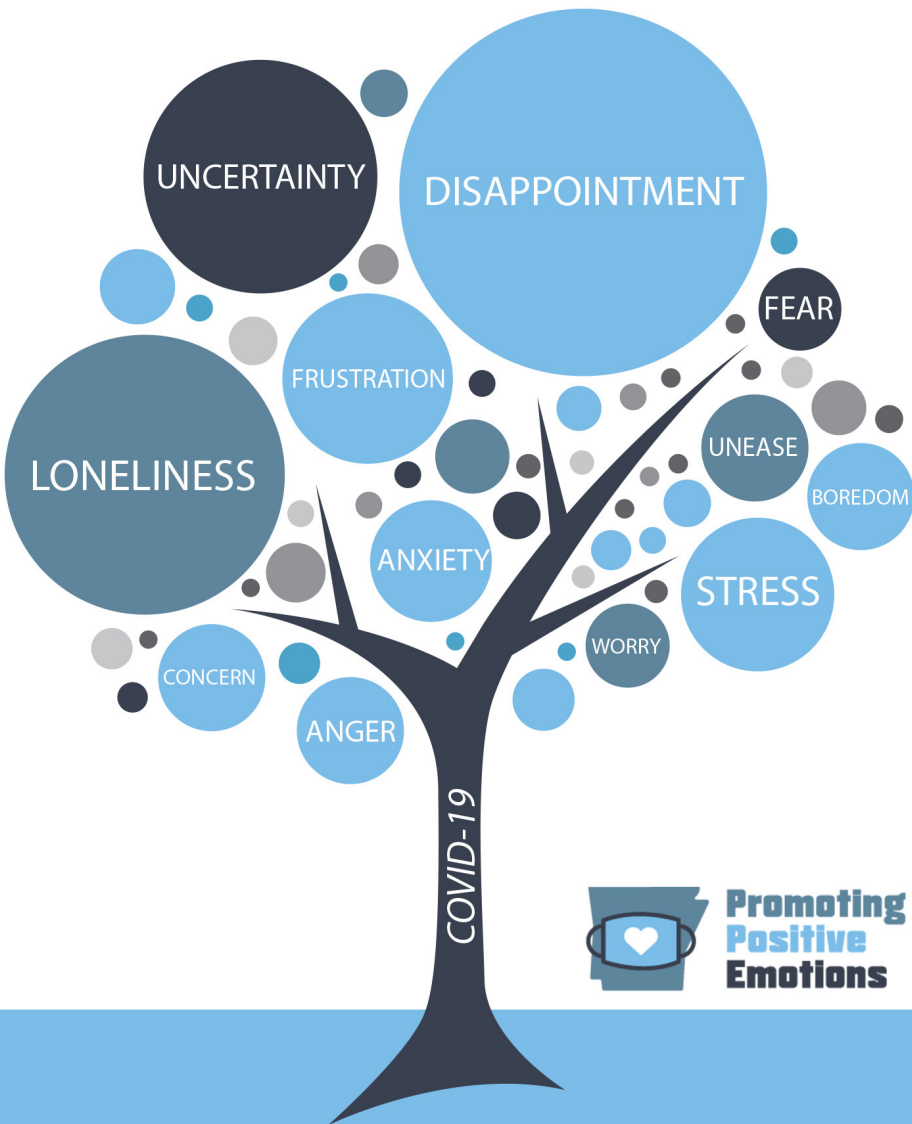 UNCERTAINTY
DISAPPOINTMENT
FEAR
FRUSTRATION
UNEASE
LONELINESS
BOREDOM
ANXIETY
STRESS
WORRY
CONCERN
ANGER
COVID-19
Promoting
Positive
Emotions